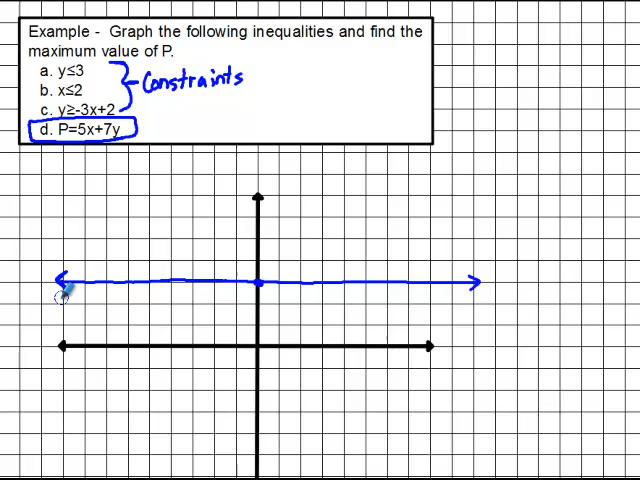 Example - Graph the following inequalities and find the
maximum value of P.
a. y≤3
b. x≤2
c. y≥-3x+2
d. P=5x+7y
Constraints